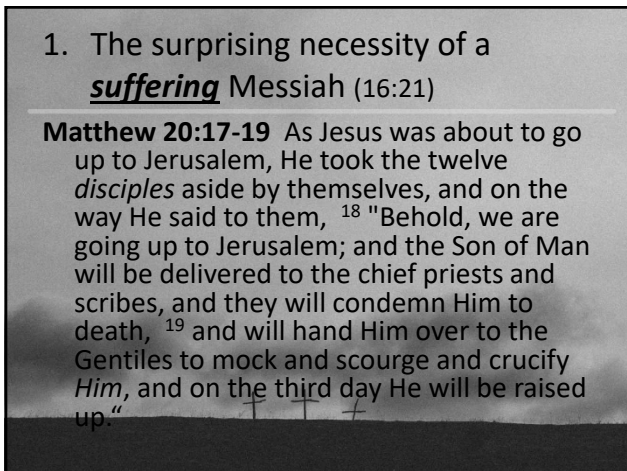 1. The surprising necessity of a
suffering Messiah (16:21)
Matthew 20:17-19 As Jesus was about to go
up to Jerusalem, He took the twelve
disciples aside by themselves, and on the
way He said to them, 18 "Behold, we are
going up to Jerusalem; and the Son of Man
will be delivered to the chief priests and
scribes, and they will condemn Him to
death, 19 and will hand Him over to the
Gentiles to mock and scourge and crucify
Him, and on the third day He will be raised
up.“